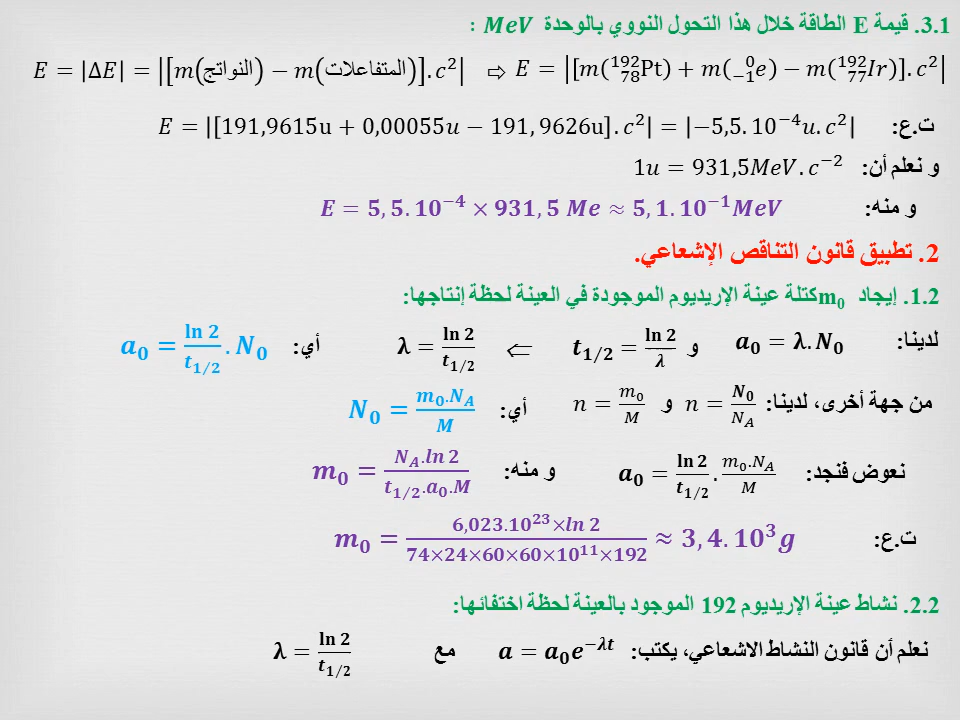 3.1. قيمة E الطاقة خلال هذا التحول النووي بالوحدة MeV :
E = |ΔE| = |[m(النواتج) − m(المتفاعلات)].c²| ⇨ E = |[m(¹⁹²₇₈Pt) + m(⁰₋₁e) − m(¹⁹²₇₇Ir)].c²|
ت.ع: E = |[191,9615u + 0,00055u − 191,9626u].c²| = |−5,5.10⁻⁴u.c²|
و نعلم أن: 1u = 931,5MeV.c⁻²
و منه: E = 5,5.10⁻⁴ × 931,5 Me ≈ 5,1.10⁻¹MeV
2. تطبيق قانون التناقص الإشعاعي.
1.2. إيجاد m₀ كتلة عينة الإريديوم الموجودة في العينة لحظة إنتاجها:
لدينا: a₀ = λ.N₀ و t₁/₂ = ln 2/λ ⇐ λ = ln 2/t₁/₂ أي: a₀ = ln 2/t₁/₂ . N₀
من جهة أخرى، لدينا: n = N₀/N_A و n = m₀/M أي: N₀ = m₀.N_A/M
نعوض فنجد: a₀ = ln 2/t₁/₂ . m₀.N_A/M و منه: m₀ = N_A.ln 2/t₁/₂.a₀.M
ت.ع: m₀ = 6,023.10²³×ln 2/74×24×60×60×10¹¹×192 ≈ 3,4.10³g
2.2. نشاط عينة الإريديوم 192 الموجود بالعينة لحظة اختفائها:
نعلم أن قانون النشاط الاشعاعي، يكتب: a = a₀e^−λt مع λ = ln 2/t₁/₂